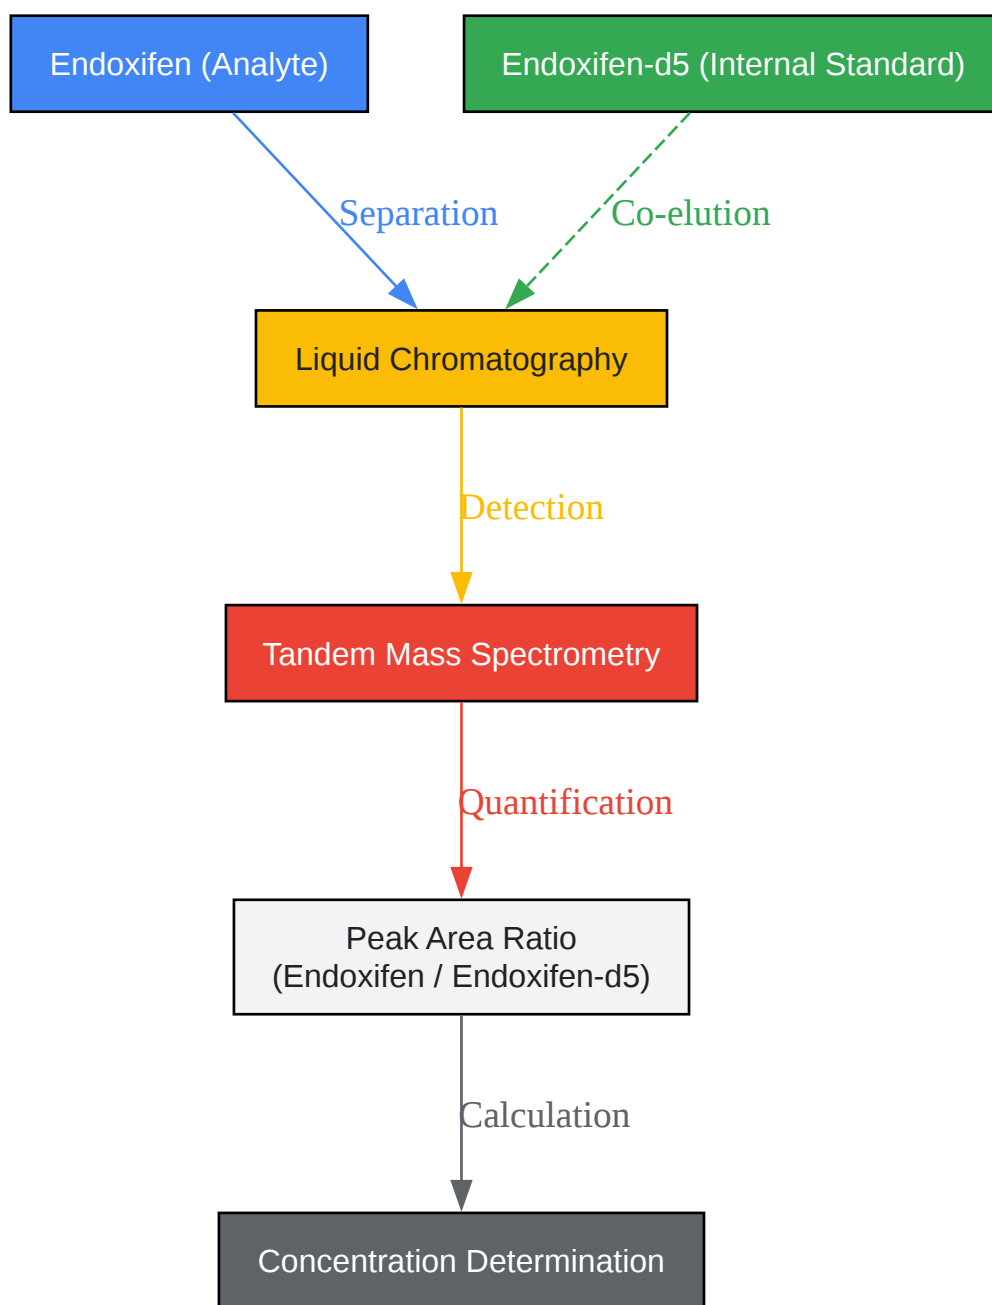 Endoxifen (Analyte)
Endoxifen-d5 (Internal Standard)
Separation
Co-elution
Liquid Chromatography
Detection
Tandem Mass Spectrometry
Quantification
Peak Area Ratio
(Endoxifen / Endoxifen-d5)
Calculation
Concentration Determination